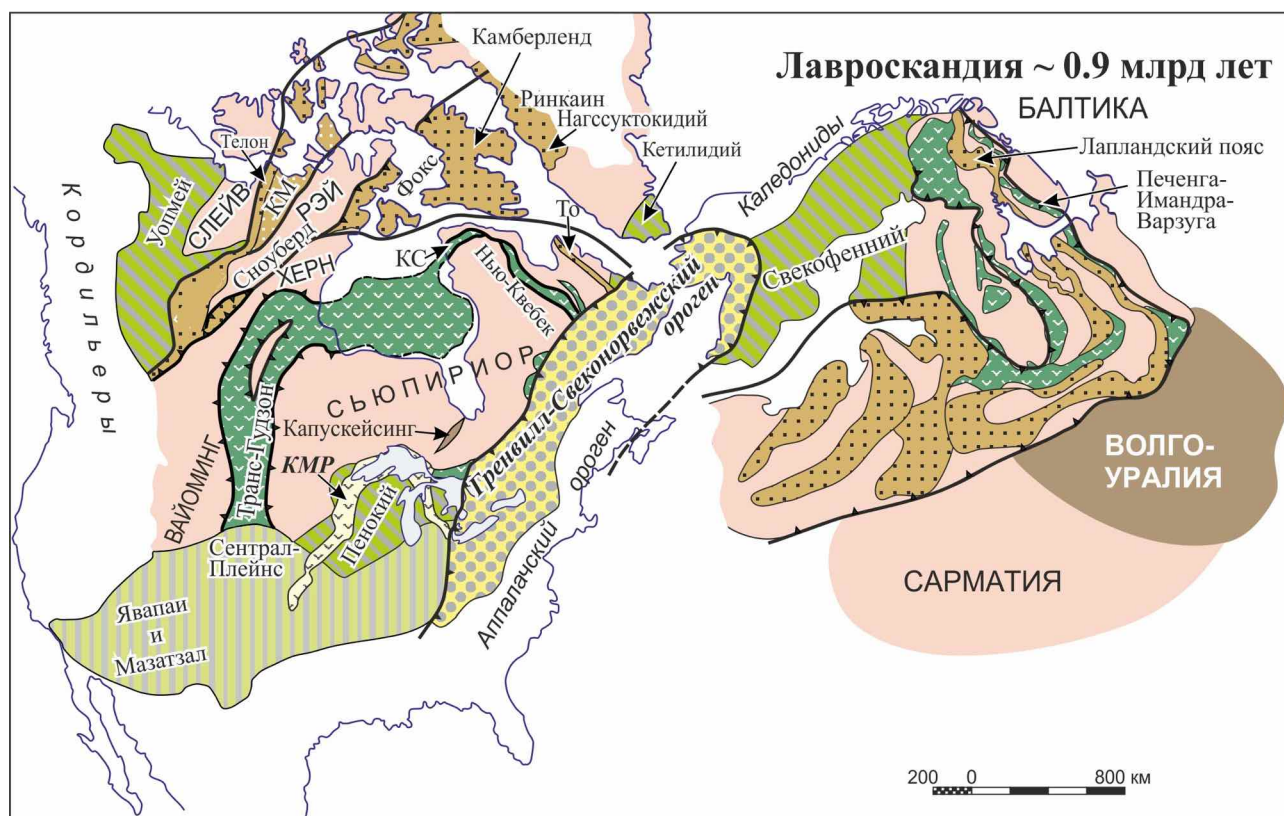 Лавроскандия ~ 0.9 млрд лет
Камберленд
Ринкаин
Нагссуктокидий
Кетилидий
Телон
Кордильеры
Уопмей
СЛЕЙВ
КМ
РЭЙ
Фокс
Сноуберд
ХЕРН
КС
То
Нью-Квебек
Каледониды
БАЛТИКА
Лапландский пояс
Печенга-
Имандра-
Варзуга
Свекофенний
Гренвилл-Свеконорвежский
ороген
СЬЮПИРИОР
Капускейсинг
КМР
Транс-Гудзон
ВАЙОМИНГ
Пенокий
Сентрал-
Плейнс
Явапаи
и
Мазатзал
Аппалачский
ороген
ВОЛГО-
УРАЛИЯ
САРМАТИЯ
200 0 800 км